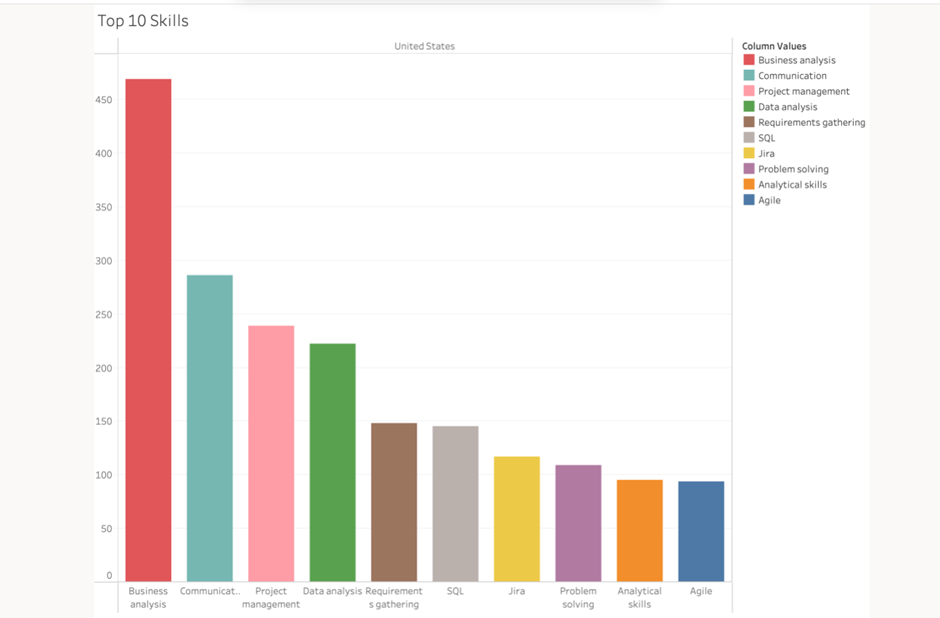 Top 10 Skills
United States
Column Values
Business analysis
Communication
Project management
Data analysis
Requirements gathering
SQL
Jira
Problem solving
Analytical skills
Agile
450
400
350
300
250
200
150
100
50
0
Business
analysis
Communicat..
Project
management
Data analysis
Requirement
s gathering
SQL
Jira
Problem
solving
Analytical
skills
Agile